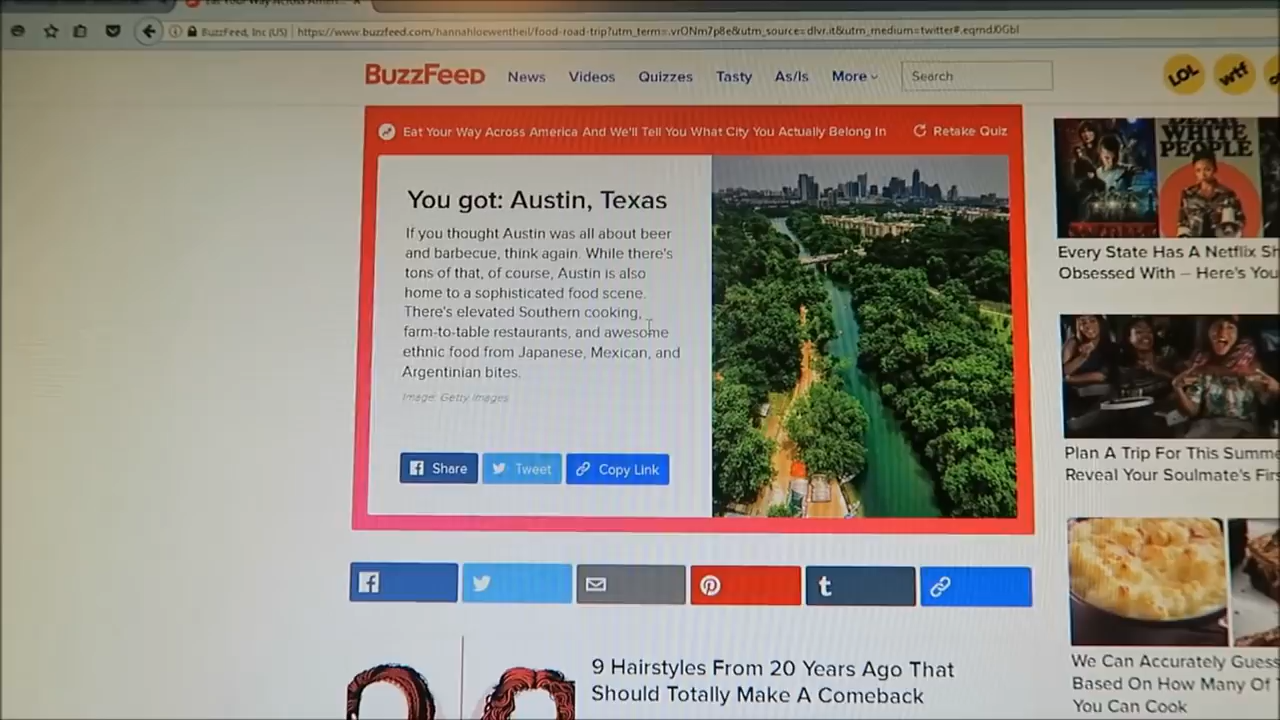 BuzzFeed, Inc (US)
BuzzFeed News Videos Quizzes Tasty As/Is More Search
LOL wtf
Eat Your Way Across America And We'll Tell You What City You Actually Belong In Retake Quiz
You got: Austin, Texas
If you thought Austin was all about beer
and barbecue, think again. While there's
tons of that, of course, Austin is also
home to a sophisticated food scene.
There's elevated Southern cooking,
farm-to-table restaurants, and awesome
ethnic food from Japanese, Mexican, and
Argentinian bites.
Image: Getty Images
Share Tweet Copy Link
9 Hairstyles From 20 Years Ago That
Should Totally Make A Comeback
DEAR
WHITE
PEOPLE
Every State Has A Netflix Sh
Obsessed With – Here's You
Plan A Trip For This Summe
Reveal Your Soulmate's Firs
We Can Accurately Guess
Based On How Many Of
You Can Cook